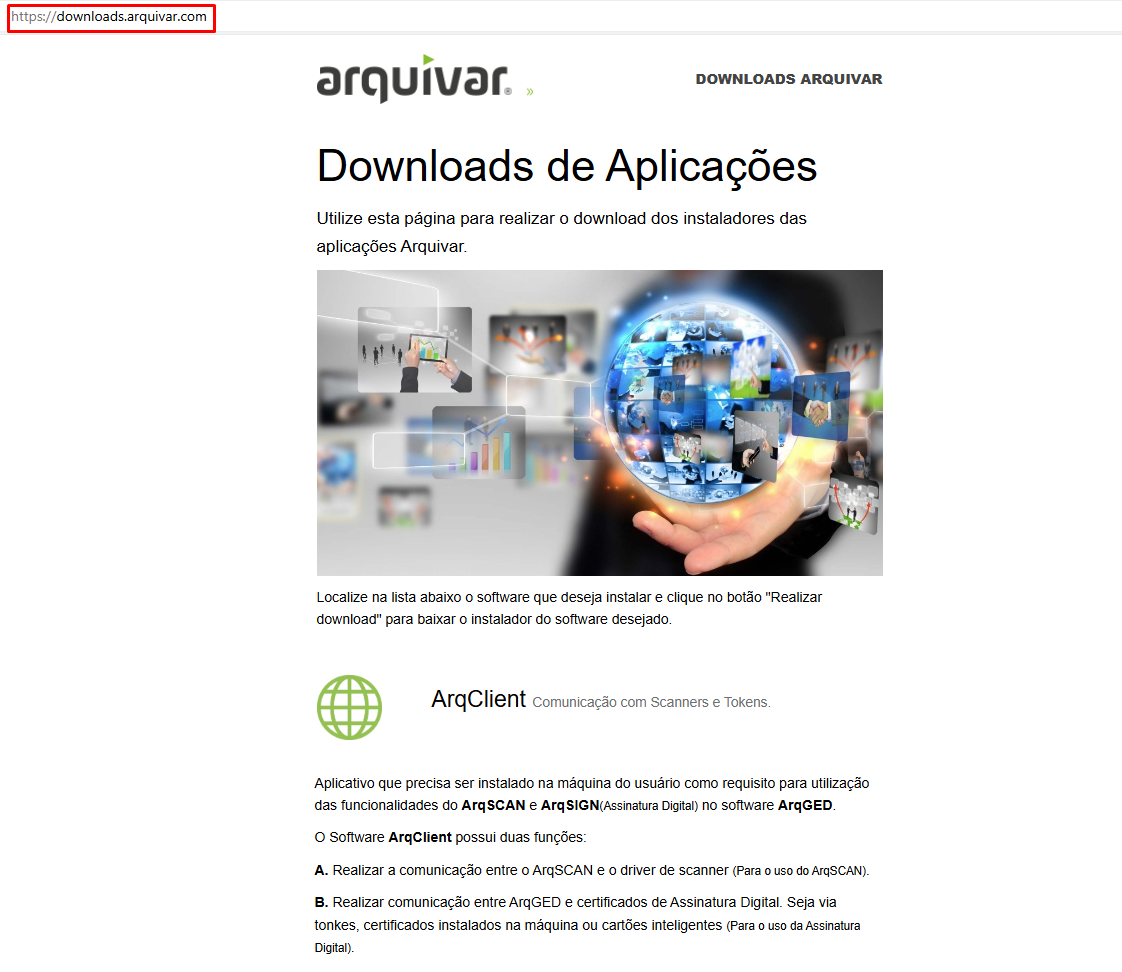 https://downloads.arquivar.com
arquivar® »
DOWNLOADS ARQUIVAR
Downloads de Aplicações
Utilize esta página para realizar o download dos instaladores das
aplicações Arquivar.
Localize na lista abaixo o software que deseja instalar e clique no botão "Realizar
download" para baixar o instalador do software desejado.
ArqClient Comunicação com Scanners e Tokens.
Aplicativo que precisa ser instalado na máquina do usuário como requisito para utilização
das funcionalidades do ArqSCAN e ArqSIGN(Assinatura Digital) no software ArqGED.
O Software ArqClient possui duas funções:
A. Realizar a comunicação entre o ArqSCAN e o driver de scanner (Para o uso do ArqSCAN).
B. Realizar comunicação entre ArqGED e certificados de Assinatura Digital. Seja via
tonkes, certificados instalados na máquina ou cartões inteligentes (Para o uso da Assinatura
Digital).